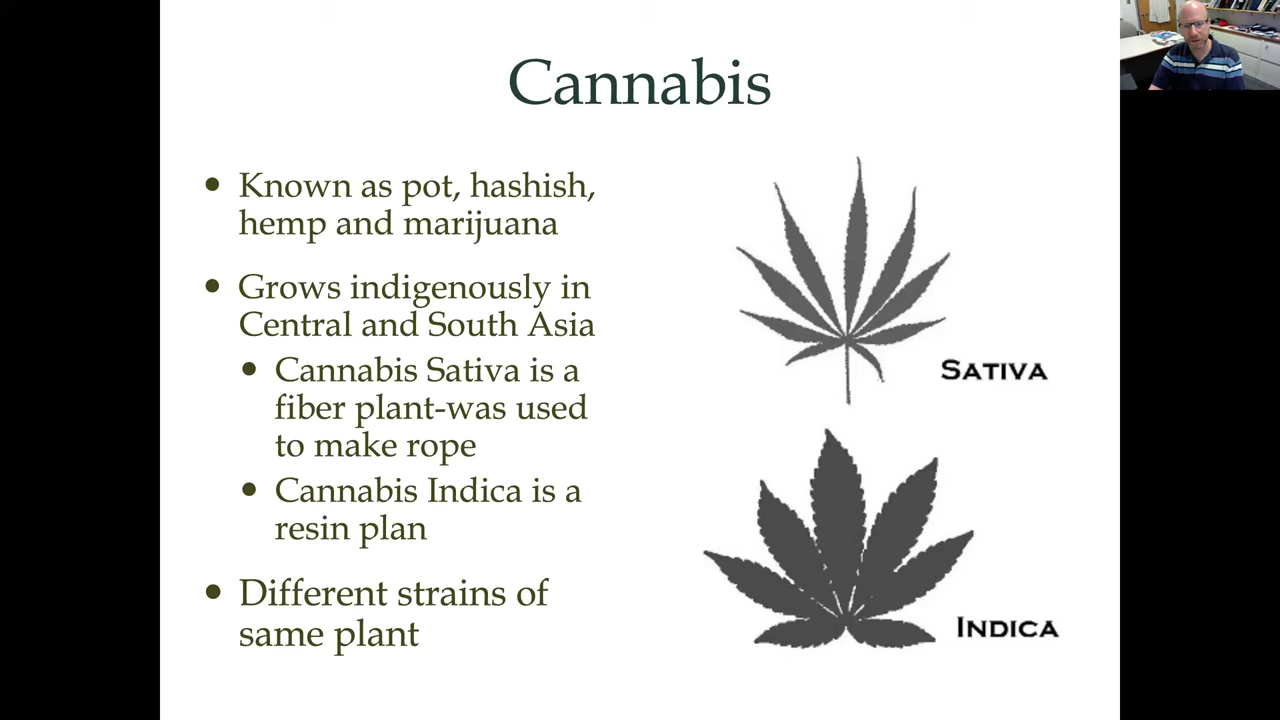 Cannabis
• Known as pot, hashish,
hemp and marijuana
• Grows indigenously in
Central and South Asia
• Cannabis Sativa is a
fiber plant-was used
to make rope
• Cannabis Indica is a
resin plan
• Different strains of
same plant
SATIVA
INDICA